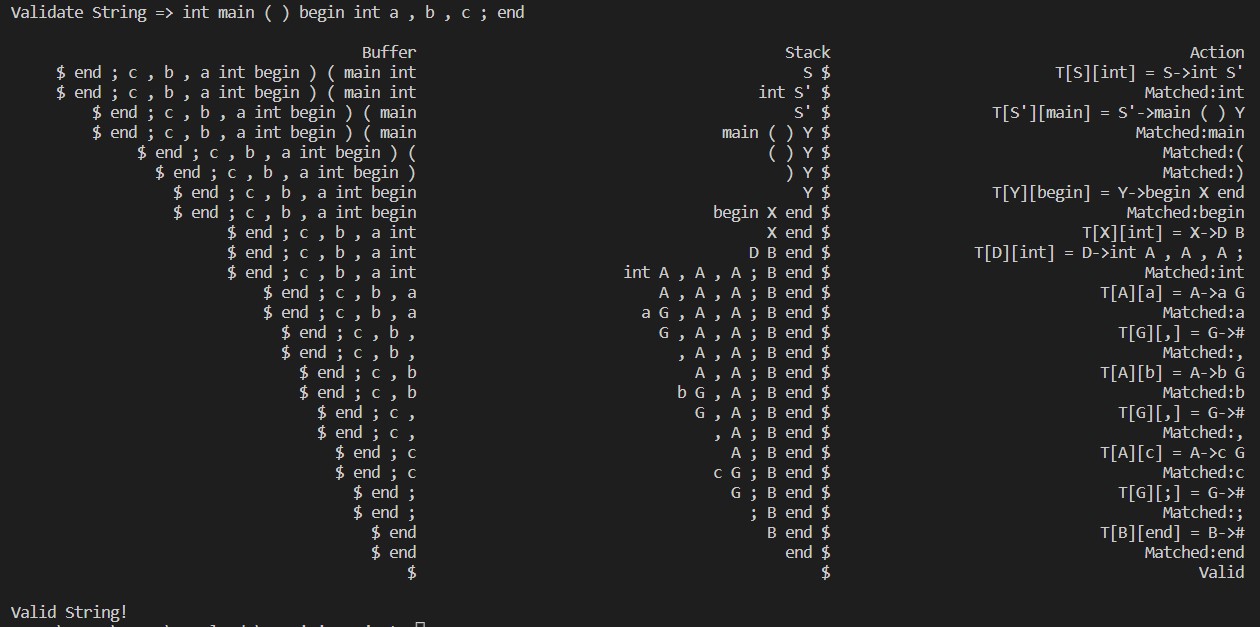 Validate String => int main ( ) begin int a , b , c ; end
Buffer Stack Action
$ end ; c , b , a int begin ) ( main int S $ T[S][int] = S->int S'
$ end ; c , b , a int begin ) ( main int int S' $ Matched:int
$ end ; c , b , a int begin ) ( main S' $ T[S'][main] = S'->main ( ) Y
$ end ; c , b , a int begin ) ( main main ( ) Y $ Matched:main
$ end ; c , b , a int begin ) ( ( ) Y $ Matched:(
$ end ; c , b , a int begin ) ) Y $ Matched:)
$ end ; c , b , a int begin Y $ T[Y][begin] = Y->begin X end
$ end ; c , b , a int begin begin X end $ Matched:begin
$ end ; c , b , a int X end $ T[X][int] = X->D B
$ end ; c , b , a int D B end $ T[D][int] = D->int A , A , A ;
$ end ; c , b , a int int A , A , A ; B end $ Matched:int
$ end ; c , b , a A , A , A ; B end $ T[A][a] = A->a G
$ end ; c , b , a a G , A , A ; B end $ Matched:a
$ end ; c , b , G , A , A ; B end $ T[G][,] = G->#
$ end ; c , b , , A , A ; B end $ Matched:,
$ end ; c , b A , A ; B end $ T[A][b] = A->b G
$ end ; c , b b G , A ; B end $ Matched:b
$ end ; c , G , A ; B end $ T[G][,] = G->#
$ end ; c , , A ; B end $ Matched:,
$ end ; c A ; B end $ T[A][c] = A->c G
$ end ; c c G ; B end $ Matched:c
$ end ; G ; B end $ T[G][;] = G->#
$ end ; ; B end $ Matched:;
$ end B end $ T[B][end] = B->#
$ end end $ Matched:end
$ $ Valid
Valid String!